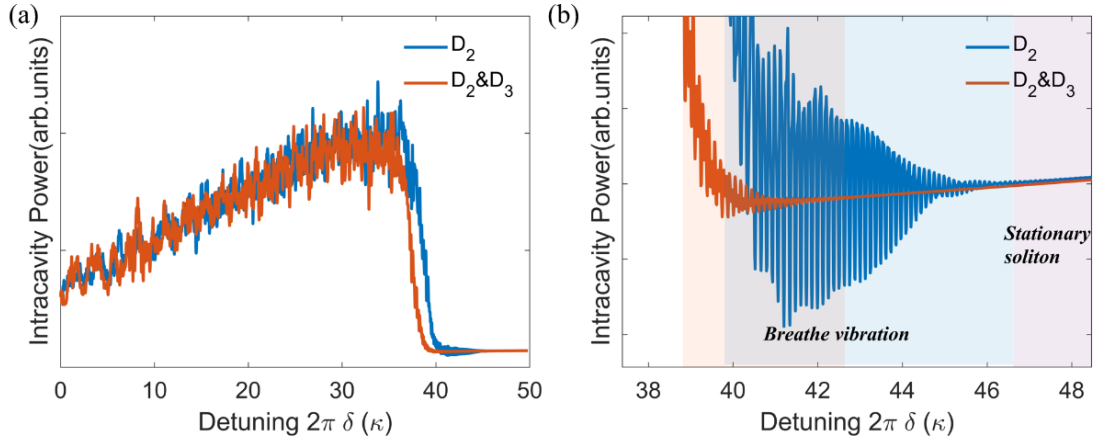 (a)
Intracavity Power(arb.units)
D₂
D₂&D₃
0 10 20 30 40 50
Detuning 2π δ (κ)
(b)
Intracavity Power(arb.units)
D₂
D₂&D₃
Stationary
soliton
Breathe vibration
38 40 42 44 46 48
Detuning 2π δ (κ)